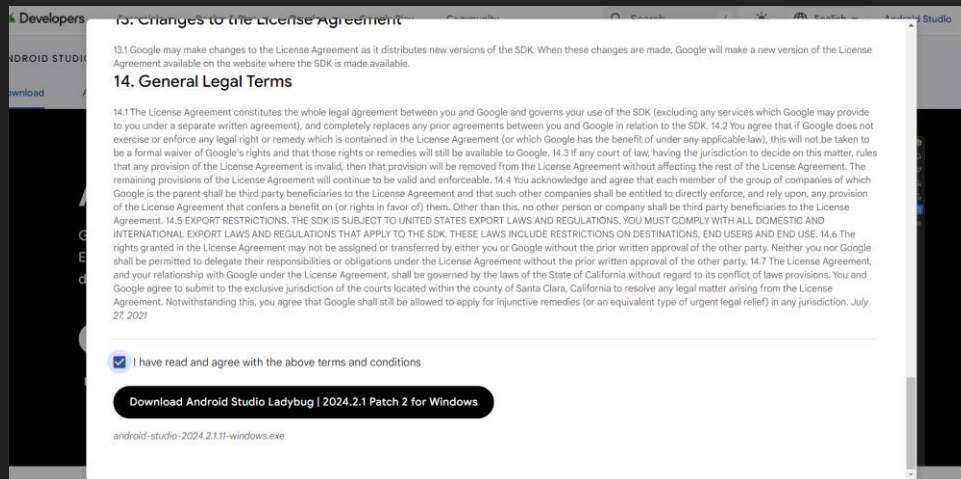 Developers
Community
Search
English
Android Studio
13. Changes to the License Agreement
13.1 Google may make changes to the License Agreement as it distributes new versions of the SDK. When these changes are made, Google will make a new version of the License
Agreement available on the website where the SDK is made available.
14. General Legal Terms
14.1 The License Agreement constitutes the whole legal agreement between you and Google and governs your use of the SDK (excluding any services which Google may provide
to you under a separate written agreement), and completely replaces any prior agreements between you and Google in relation to the SDK. 14.2 You agree that if Google does not
exercise or enforce any legal right or remedy which is contained in the License Agreement (or which Google has the benefit of under any applicable law), this will not be taken to
be a formal waiver of Google's rights and that those rights or remedies will still be available to Google. 14.3 If any court of law, having the jurisdiction to decide on this matter, rules
that any provision of the License Agreement is invalid, then that provision will be removed from the License Agreement without affecting the rest of the License Agreement. The
remaining provisions of the License Agreement will continue to be valid and enforceable. 14.4 You acknowledge and agree that each member of the group of companies of which
Google is the parent shall be third party beneficiaries to the License Agreement and that such other companies shall be entitled to directly enforce, and rely upon, any provision
of the License Agreement that confers a benefit on (or rights in favor of) them. Other than this, no other person or company shall be third party beneficiaries to the License
Agreement. 14.5 EXPORT RESTRICTIONS. THE SDK IS SUBJECT TO UNITED STATES EXPORT LAWS AND REGULATIONS. YOU MUST COMPLY WITH ALL DOMESTIC AND
INTERNATIONAL EXPORT LAWS AND REGULATIONS THAT APPLY TO THE SDK. THESE LAWS INCLUDE RESTRICTIONS ON DESTINATIONS, END USERS AND END USE. 14.6 The
rights granted in the License Agreement may not be assigned or transferred by either you or Google without the prior written approval of the other party. Neither you nor Google
shall be permitted to delegate their responsibilities or obligations under the License Agreement without the prior written approval of the other party. 14.7 The License Agreement,
and your relationship with Google under the License Agreement, shall be governed by the laws of the State of California without regard to its conflict of laws provisions. You and
Google agree to submit to the exclusive jurisdiction of the courts located within the county of Santa Clara, California to resolve any legal matter arising from the License
Agreement. Notwithstanding this, you agree that Google shall still be allowed to apply for injunctive remedies (or an equivalent type of urgent legal relief) in any jurisdiction. July
27, 2021
I have read and agree with the above terms and conditions
Download Android Studio Ladybug | 2024.2.1 Patch 2 for Windows
android-studio-2024.2.1.11-windows.exe